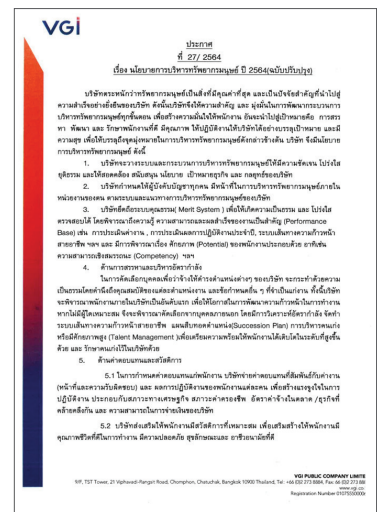 VGI
ประกาศ
ที่ 27/ 2564
เรื่อง นโยบายการบริหารทรัพยากรมนุษย์ ปี 2564(ฉบับปรับปรุง)
บริษัทตระหนักว่าทรัพยากรมนุษย์เป็นสิ่งที่มีคุณค่าที่สุด และเป็นปัจจัยสำคัญที่นำไปสู่
ความสำเร็จอย่างยั่งยืนของบริษัท ดังนั้นบริษัทจึงให้ความสำคัญ และ มุ่งมั่นในการพัฒนากระบวนการ
บริหารทรัพยากรมนุษย์ทุกขั้นตอน เพื่อสร้างความมั่นใจให้พนักงาน อันจะนำไปสู่เป้าหมายคือ การสรร
หา พัฒนา และ รักษาพนักงานที่ดี มีคุณภาพ ให้ปฏิบัติงานให้บริษัทได้อย่างบรรลุเป้าหมาย และมี
ความสุข เพื่อให้บรรลุถึงจุดมุ่งหมายในการบริหารทรัพยากรมนุษย์ดังกล่าวข้างต้น บริษัท จึงมีนโยบาย
การบริหารทรัพยากรมนุษย์ ดังนี้
1. บริษัทจะวางระบบและกระบวนการบริหารทรัพยากรมนุษย์ให้มีความชัดเจน โปร่งใส
ยุติธรรม และให้สอดคล้อง สนับสนุน นโยบาย เป้าหมายธุรกิจ และ กลยุทธ์ของบริษัท
2. บริษัทกำหนดให้ผู้บังคับบัญชาทุกคน มีหน้าที่ในการบริหารทรัพยากรมนุษย์ภายใน
หน่วยงานของตน ตามระบบและแนวทางการบริหารทรัพยากรมนุษย์ของบริษัท
3. บริษัทยึดถือระบบคุณธรรม( Merit System ) เพื่อให้เกิดความเป็นธรรม และ โปร่งใส
ตรวจสอบได้ โดยพิจารณาถึงความรู้ ความสามารถและผลสำเร็จของงานเป็นสำคัญ (Performance
Base) เช่น การประเมินค่างาน , การประเมินผลการปฏิบัติงานประจำปี, ระบบเส้นทางความก้าวหน้า
สายอาชีพ ฯลฯ และ มีการพิจารณาเรื่อง ศักยภาพ (Potential) ของพนักงานประกอบด้วย อาทิเช่น
ความสามารถเชิงสมรรถนะ (Competency) ฯลฯ
4. ด้านการสรรหาและบริหารอัตรากำลัง
ในการคัดเลือกบุคคลเพื่อว่าจ้างให้ดำรงตำแหน่งต่างๆ ของบริษัท จะกระทำด้วยความ
เป็นธรรมโดยคำนึงถึงคุณสมบัติของแต่ละตำแหน่งงาน และข้อกำหนดอื่น ๆ ที่จำเป็นแก่งาน ทั้งนี้บริษัท
จะพิจารณาพนักงานภายในบริษัทเป็นอันดับแรก เพื่อให้โอกาสในการพัฒนาความก้าวหน้าในการทำงาน
หากไม่มีผู้ใดเหมาะสม จึงจะพิจารณาคัดเลือกจากบุคคลภายนอก โดยมีการวิเคราะห์อัตรากำลัง จัดทำ
ระบบเส้นทางความก้าวหน้าสายอาชีพ แผนสืบทอดตำแหน่ง(Succession Plan) การบริหารคนเก่ง
หรือมีศักยภาพสูง (Talent Management )เพื่อเตรียมความพร้อมให้พนักงานได้เติบโตในระดับที่สูงขึ้น
ด้วย และ รักษาคนเก่งไว้ในบริษัทด้วย
5. ด้านค่าตอบแทนและสวัสดิการ
5.1 ในการกำหนดค่าตอบแทนแก่พนักงาน บริษัทจ่ายค่าตอบแทนที่สัมพันธ์กับค่างาน
(หน้าที่และความรับผิดชอบ) และ ผลการปฏิบัติงานของพนักงานแต่ละคน เพื่อสร้างแรงจูงใจในการ
ปฏิบัติงาน ประกอบกับสภาวะทางเศรษฐกิจ สภาวะค่าครองชีพ อัตราค่าจ้างในตลาด /ธุรกิจที่
คล้ายคลึงกัน และ ความสามารถในการจ่ายเงินของบริษัท
5.2 บริษัทส่งเสริมให้พนักงานมีสวัสดิการที่เหมาะสม เพื่อเสริมสร้างให้พนักงานมี
คุณภาพชีวิตที่ดีในการทำงาน มีความปลอดภัย สุขลักษณะและ อาชีวอนามัยที่ดี
VGI PUBLIC COMPANY LIMITE
9/F, TST Tower, 21 Viphavadi-Rangsit Road, Chomphon, Chatuchak, Bangkok 10900 Thailand, Tel: +66 (0)2 273 8884, Fax: 66 (0)2 273 88
www.vgi.co.
Registration Number 0107555000